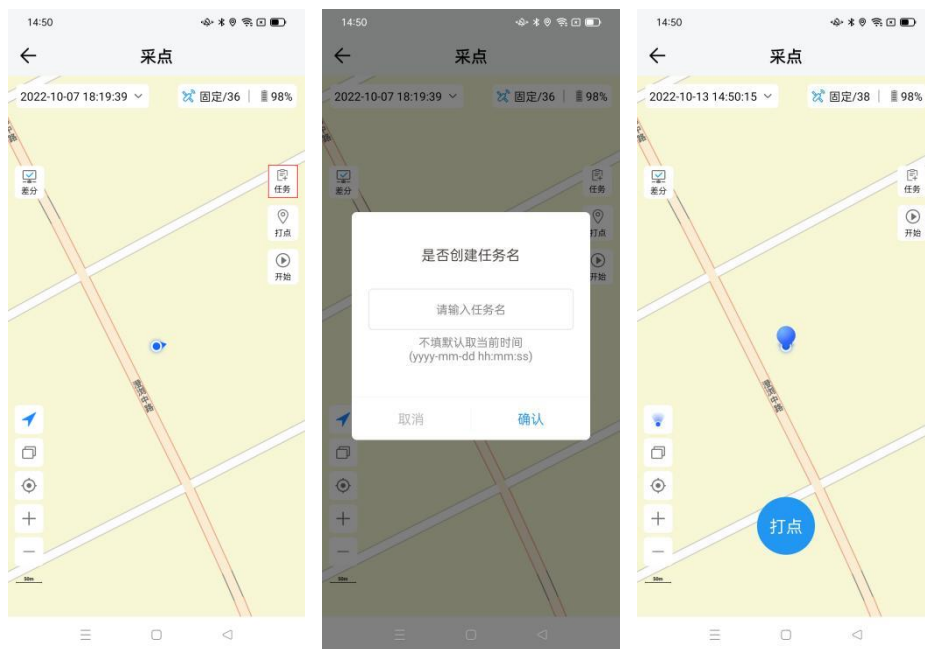 14:50
采点
2022-10-07 18:19:39
固定/36
98%
差分
任务
打点
开始
30m
14:50
采点
2022-10-07 18:19:39
固定/36
98%
差分
任务
打点
开始
是否创建任务名
请输入任务名
不填默认取当前时间
(yyyy-mm-dd hh:mm:ss)
取消
确认
30m
14:50
采点
2022-10-13 14:50:15
固定/38
98%
差分
任务
开始
打点
30m